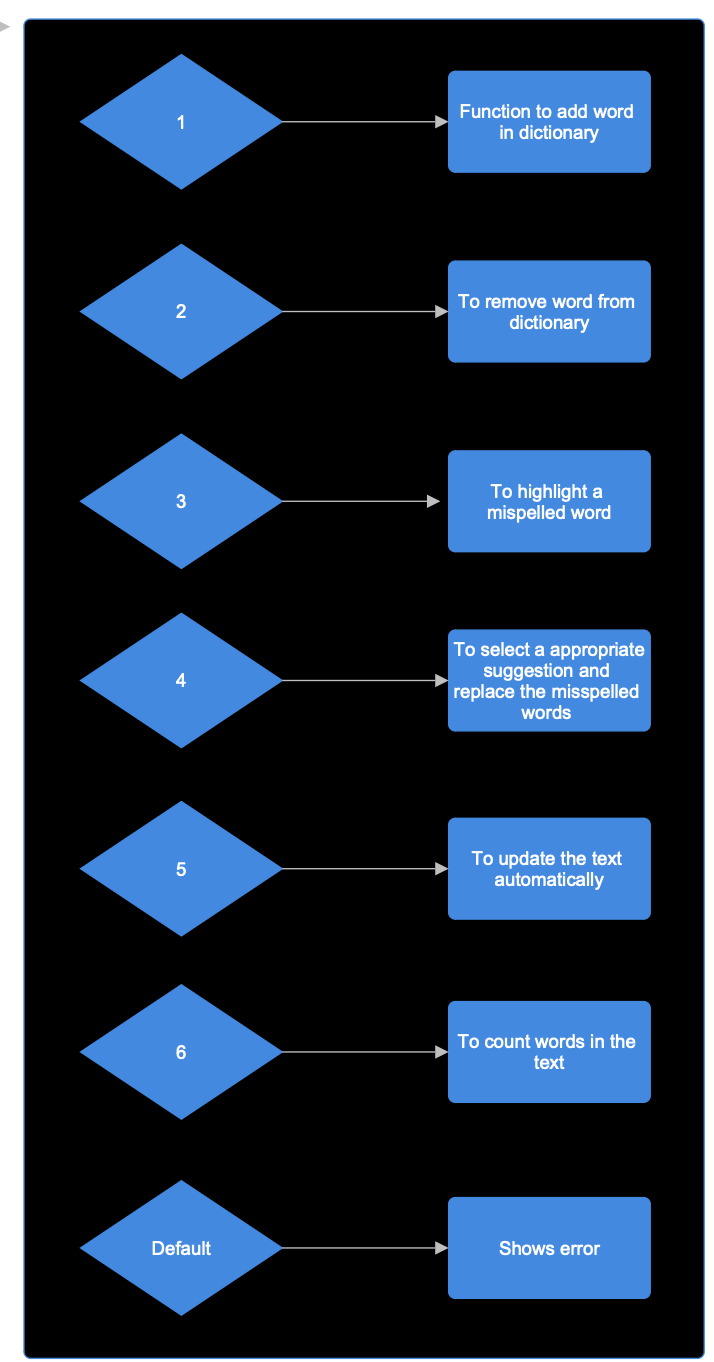 1
Function to add word
in dictionary
2
To remove word from
dictionary
3
To highlight a
mispelled word
4
To select a appropriate
suggestion and
replace the misspelled
words
5
To update the text
automatically
6
To count words in the
text
Default
Shows error